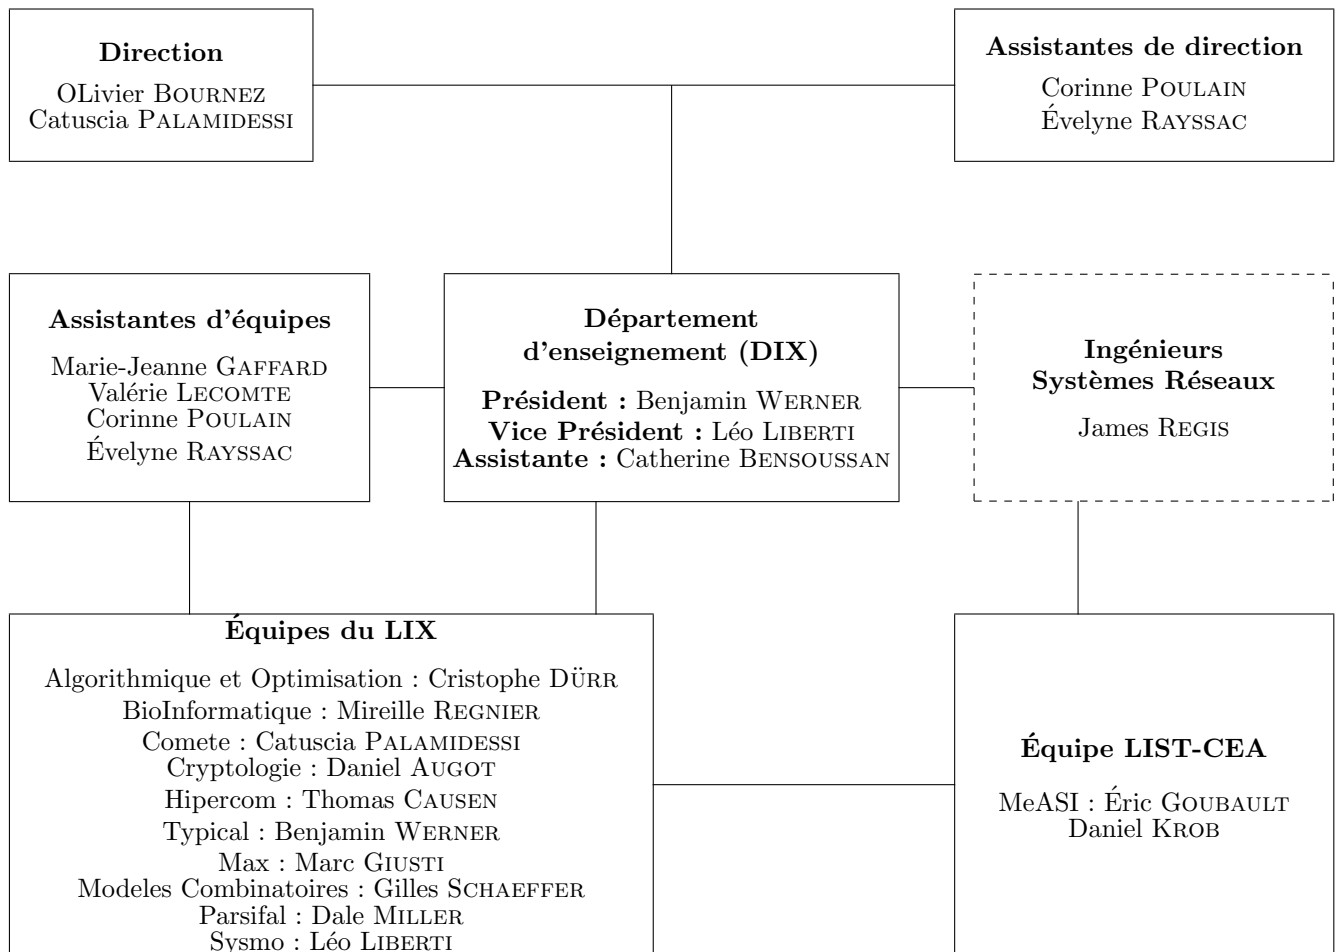 Direction
OLivier BOURNEZ
Catuscia PALAMIDESSI
Assistantes de direction
Corinne POULAIN
Évelyne RAYSSAC
Assistantes d'équipes
Marie-Jeanne GAFFARD
Valérie LECOMTE
Corinne POULAIN
Évelyne RAYSSAC
Département
d'enseignement (DIX)
Président : Benjamin WERNER
Vice Président : Léo LIBERTI
Assistante : Catherine BENSOUSSAN
Ingénieurs
Systèmes Réseaux
James REGIS
Équipes du LIX
Algorithmique et Optimisation : Cristophe DÜRR
BioInformatique : Mireille REGNIER
Comete : Catuscia PALAMIDESSI
Cryptologie : Daniel AUGOT
Hipercom : Thomas CAUSEN
Typical : Benjamin WERNER
Max : Marc GIUSTI
Modeles Combinatoires : Gilles SCHAEFFER
Parsifal : Dale MILLER
Sysmo : Léo LIBERTI
Équipe LIST-CEA
MeASI : Éric GOUBAULT
Daniel KROB